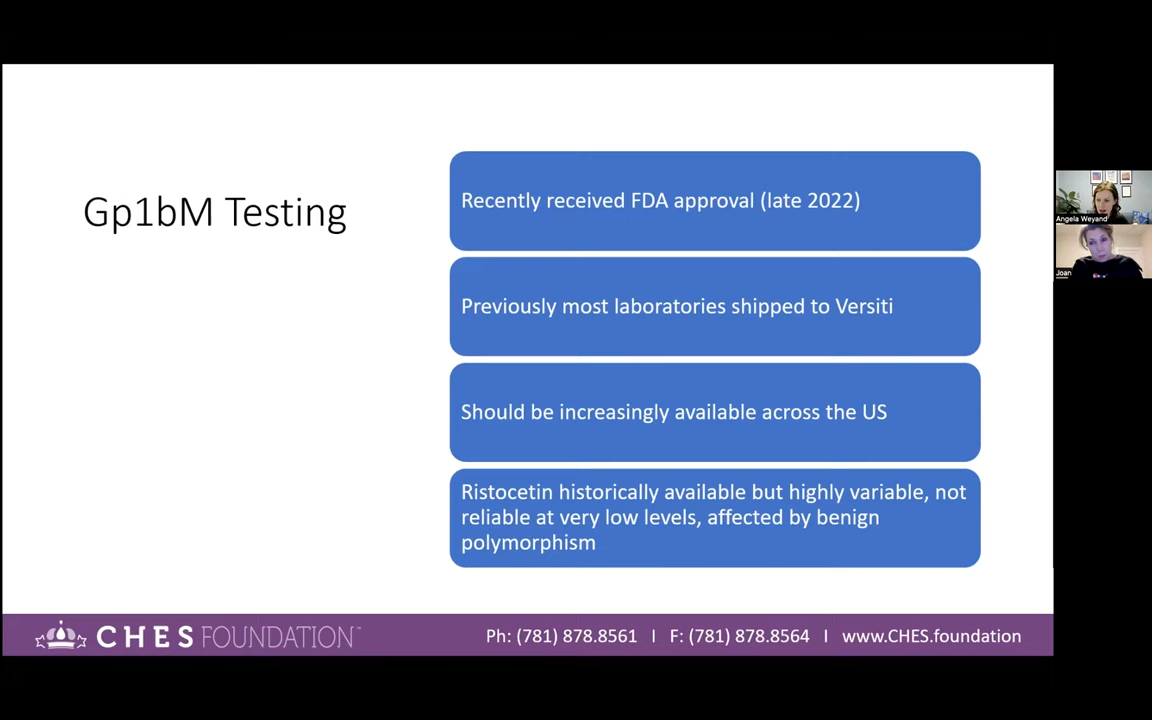 Gp1bM Testing
Recently received FDA approval (late 2022)
Previously most laboratories shipped to Versiti
Should be increasingly available across the US
Ristocetin historically available but highly variable, not
reliable at very low levels, affected by benign
polymorphism
Angela Weyand
Joan
CHES FOUNDATION™
Ph: (781) 878.8561 I F: (781) 878.8564 I www.CHES.foundation